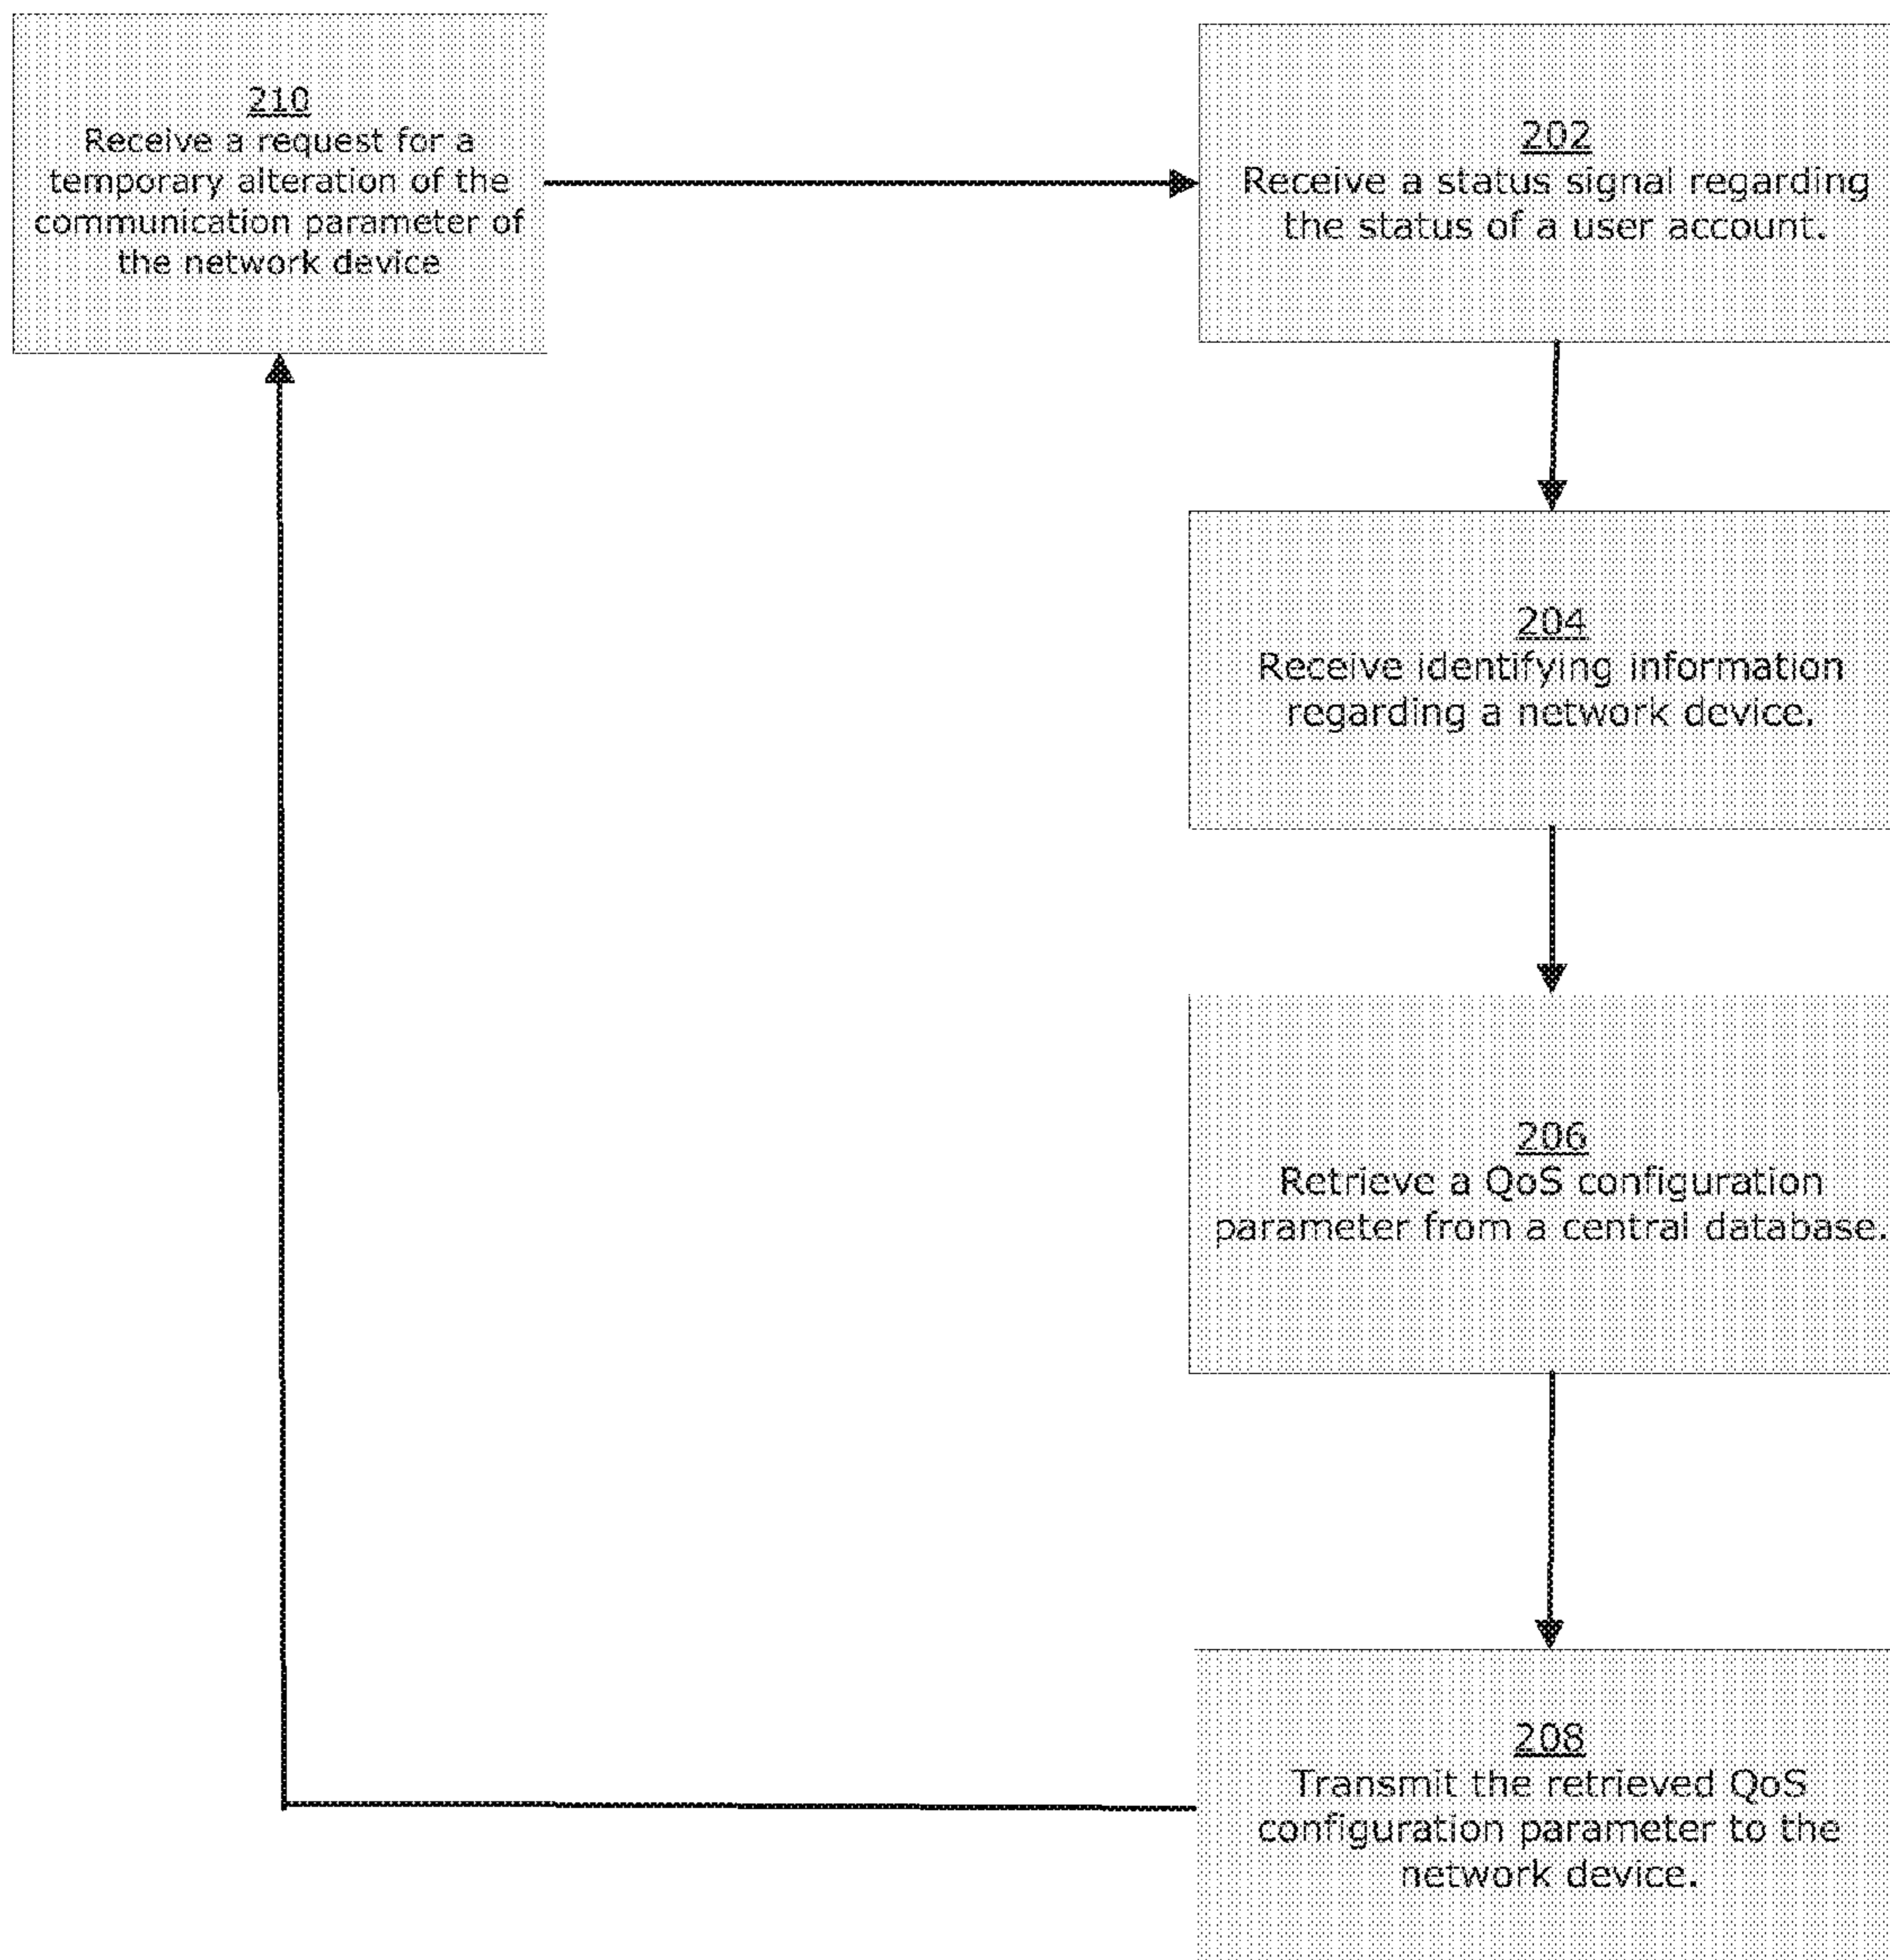 210
Receive a request for a
temporary alteration of the
communication parameter of
the network device
202
Receive a status signal regarding
the status of a user account.
204
Receive identifying information
regarding a network device.
206
Retrieve a QoS configuration
parameter from a central database.
208
Transmit the retrieved QoS
configuration parameter to the
network device.